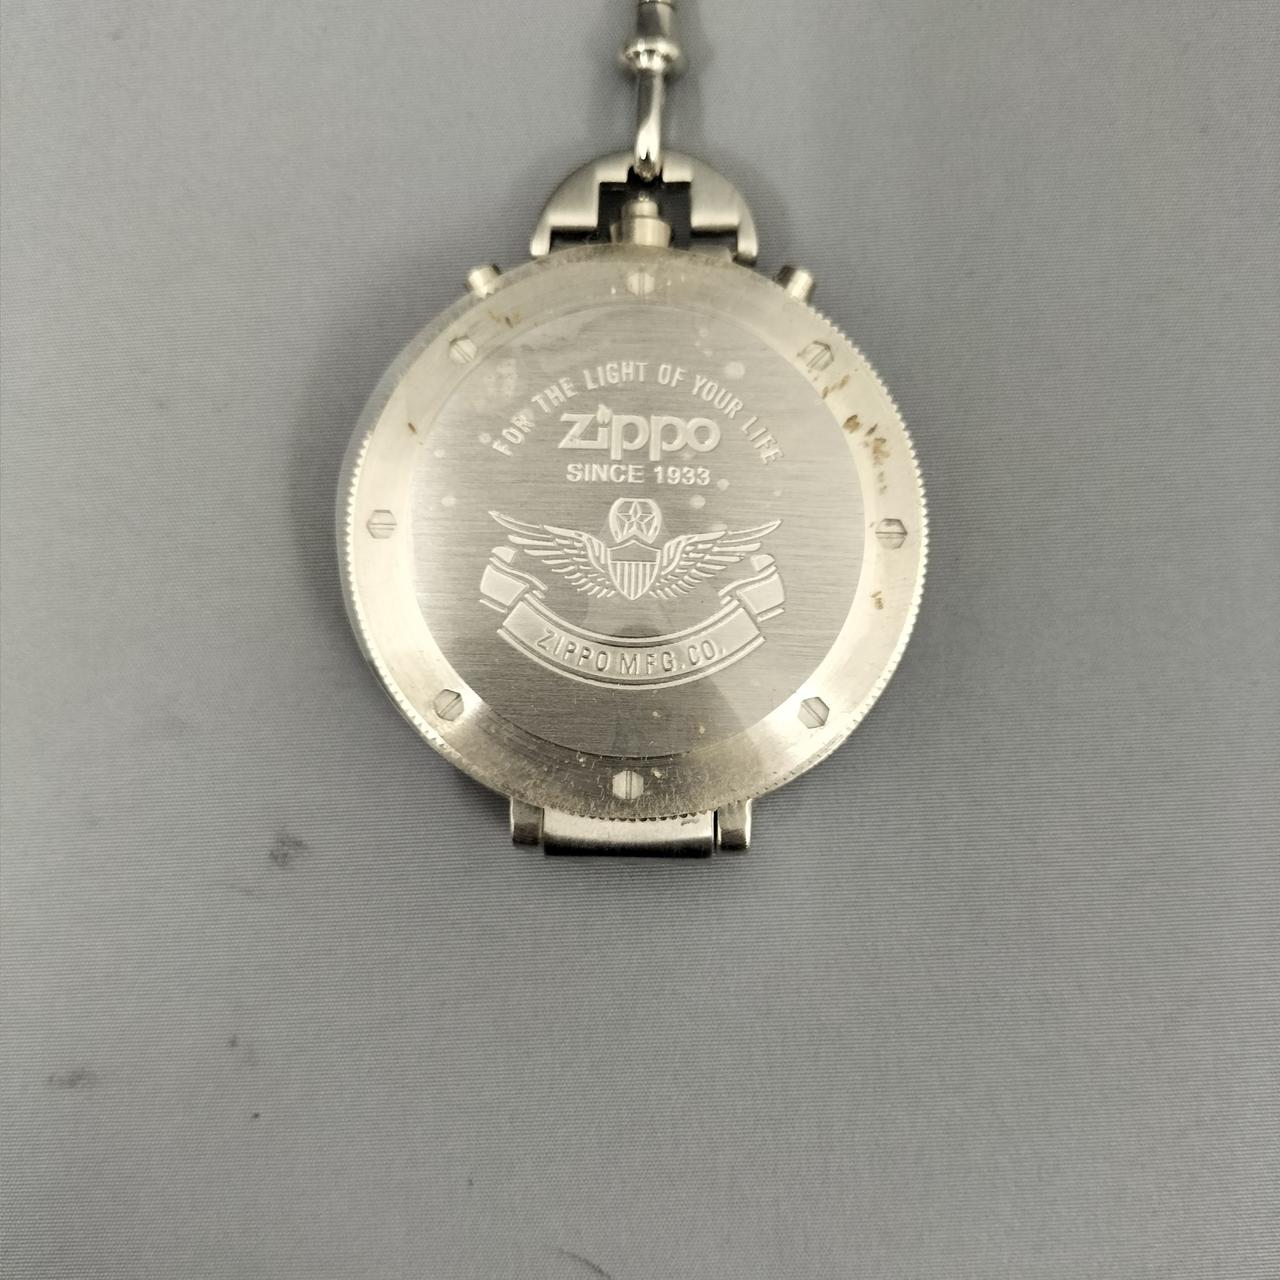 FOR THE LIGHT OF YOUR LIFE
zippo
SINCE 1933
ZIPPO MFG. CO.